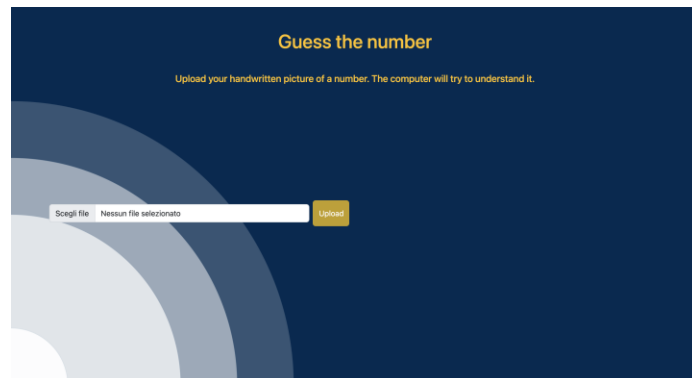 Guess the number
Upload your handwritten picture of a number. The computer will try to understand it.
Scegli file Nessun file selezionato Upload